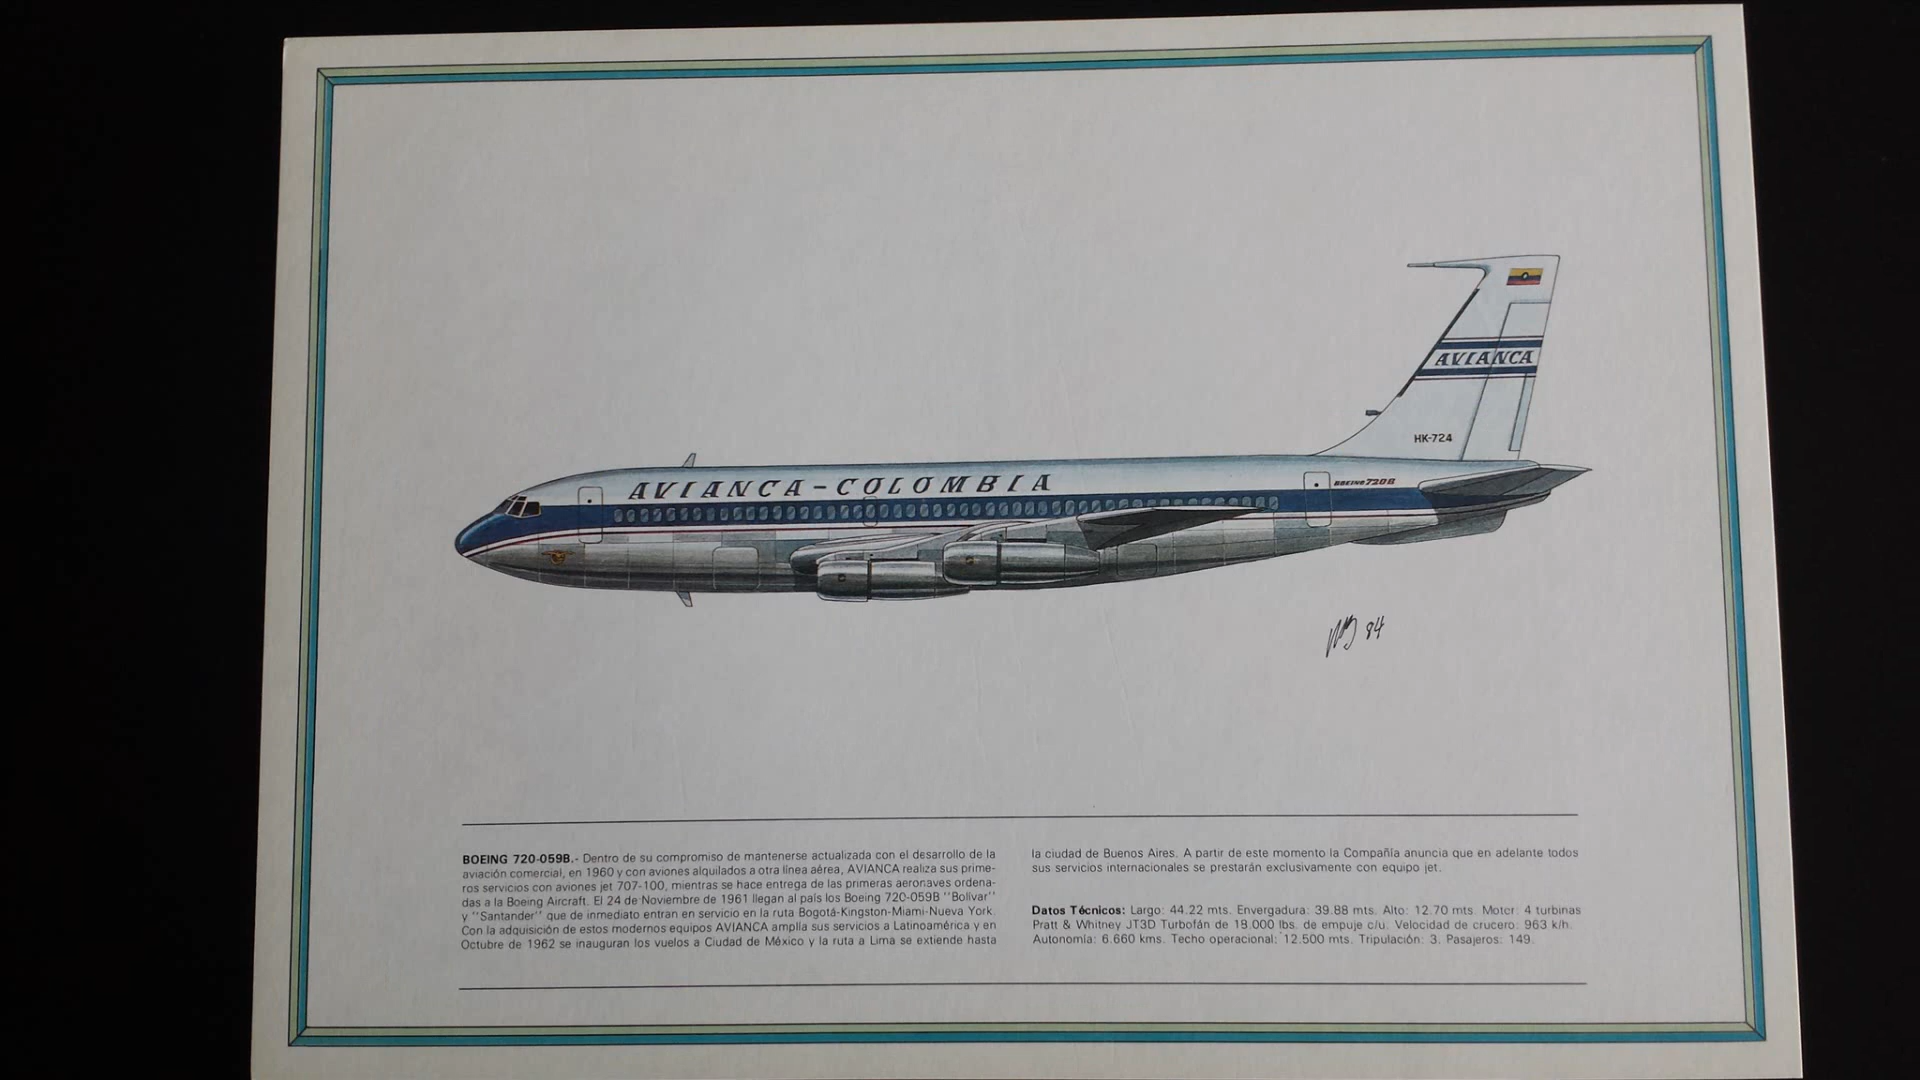 AVIANCA
HK-724
AVIANCA-COLOMBIA
BOEING 720B
84
BOEING 720-059B.- Dentro de su compromiso de mantenerse actualizada con el desarrollo de la
aviación comercial, en 1960 y con aviones alquilados a otra línea aérea, AVIANCA realiza sus prime-
ros servicios con aviones jet 707-100, mientras se hace entrega de las primeras aeronaves ordena-
das a la Boeing Aircraft. El 24 de Noviembre de 1961 llegan al país los Boeing 720-059B "Bolívar"
y "Santander" que de inmediato entran en servicio en la ruta Bogotá-Kingston-Miami-Nueva York.
Con la adquisición de estos modernos equipos AVIANCA amplía sus servicios a Latinoamérica y en
Octubre de 1962 se inauguran los vuelos a Ciudad de México y la ruta a Lima se extiende hasta
la ciudad de Buenos Aires. A partir de este momento la Compañía anuncia que en adelante todos
sus servicios internacionales se prestarán exclusivamente con equipo jet.
Datos Técnicos: Largo: 44.22 mts. Envergadura: 39.88 mts. Alto: 12.70 mts. Motor: 4 turbinas
Pratt & Whitney JT3D Turbofán de 18.000 lbs. de empuje c/u. Velocidad de crucero: 963 k/h.
Autonomía: 6.660 kms. Techo operacional: 12.500 mts. Tripulación: 3. Pasajeros: 149.